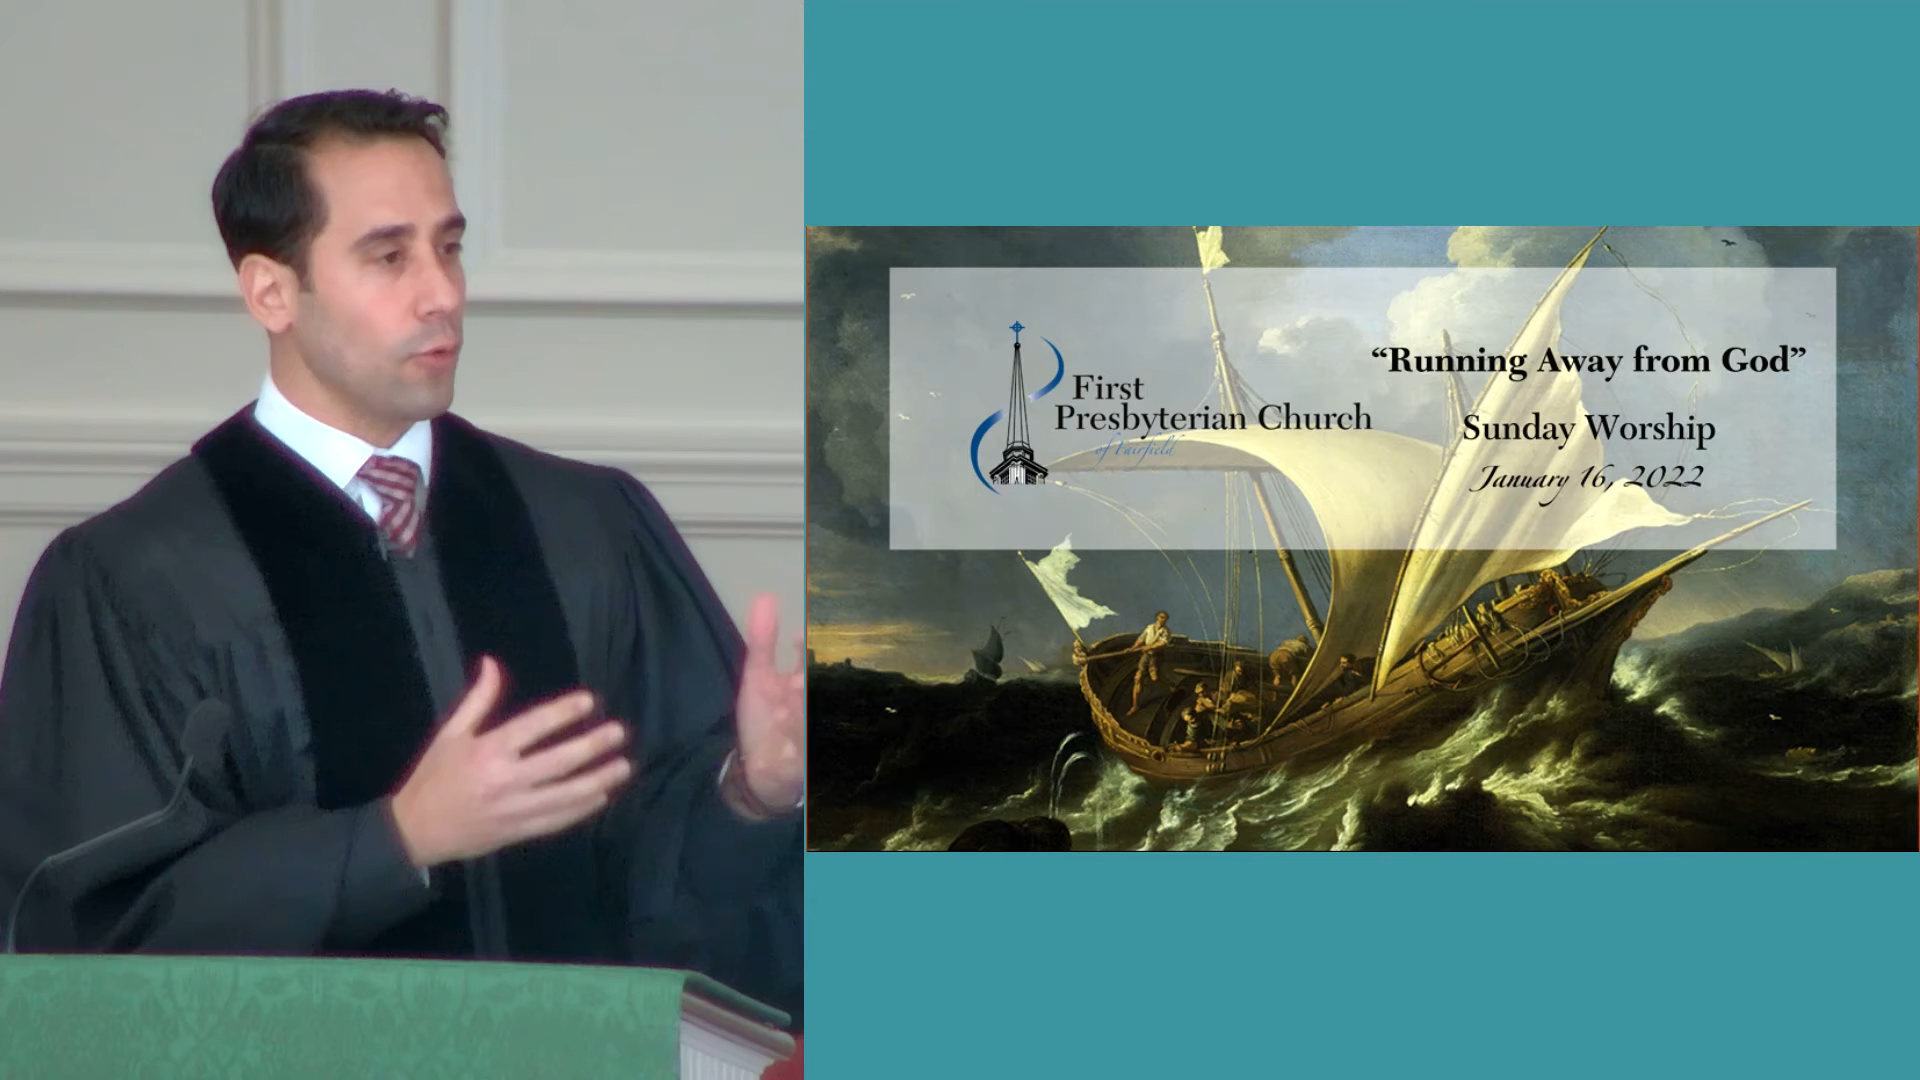 First
Presbyterian Church
of Fairfield
“Running Away from God”
Sunday Worship
January 16, 2022